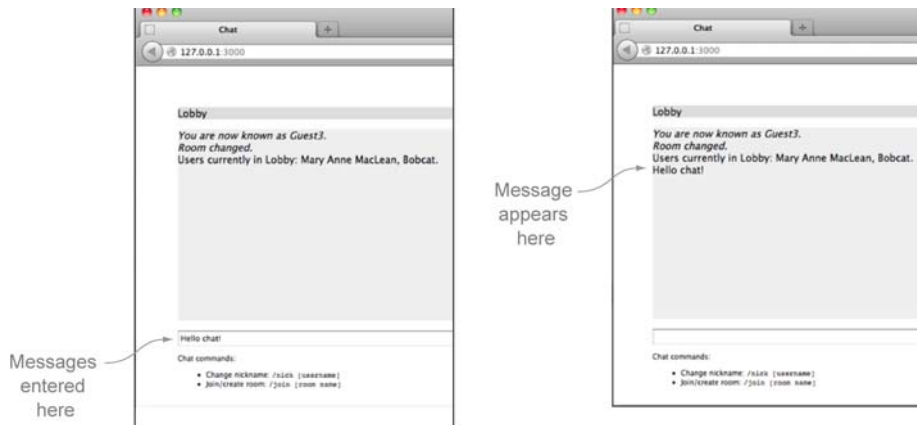 Chat
127.0.0.1:3000
Lobby
You are now known as Guest3.
Room changed.
Users currently in Lobby: Mary Anne MacLean, Bobcat.
Hello chat!
Chat commands:
Change nickname: /nick [username]
Join/create room: /join [room name]
Messages
entered
here
Chat
127.0.0.1:3000
Lobby
You are now known as Guest3.
Room changed.
Users currently in Lobby: Mary Anne MacLean, Bobcat.
Hello chat!
Message
appears
here
Chat commands:
Change nickname: /nick [username]
Join/create room: /join [room name]